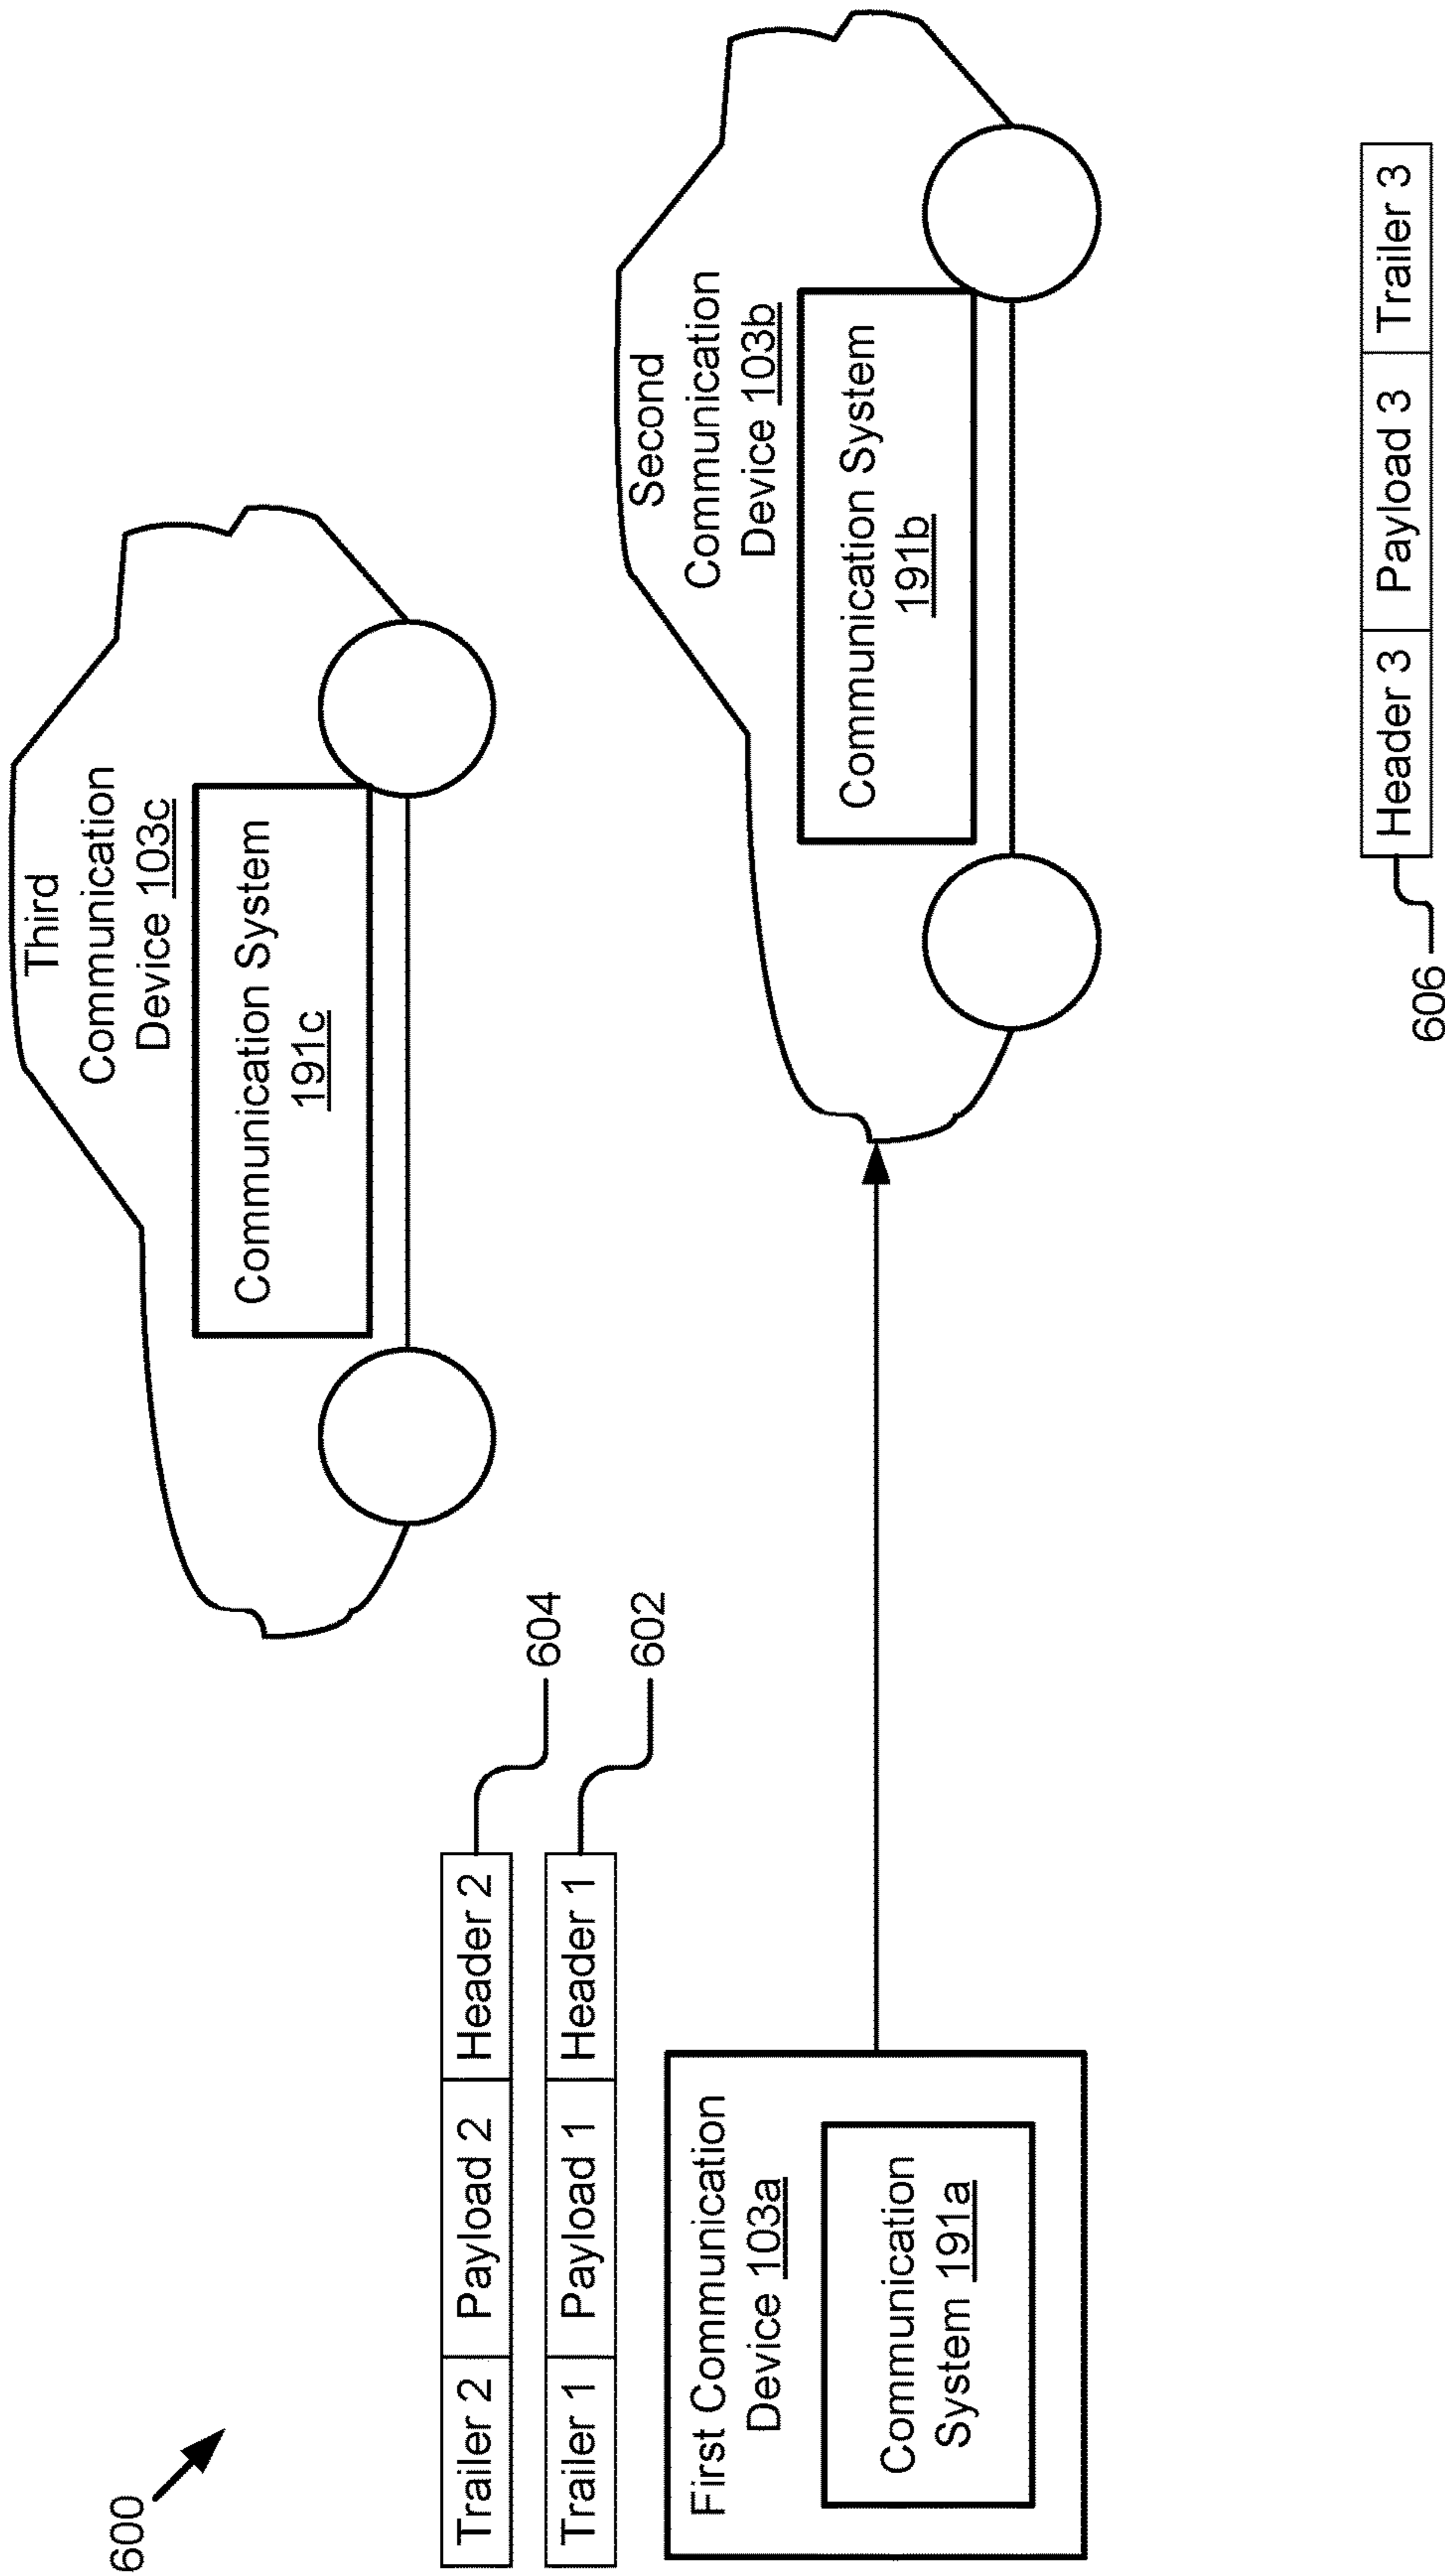 600
Third
Communication
Device 103c
Communication System
191c
Trailer 2 Payload 2 Header 2
604
Trailer 1 Payload 1 Header 1
602
Second
Communication
Device 103b
Communication System
191b
First Communication
Device 103a
Communication
System 191a
Header 3 Payload 3 Trailer 3
606